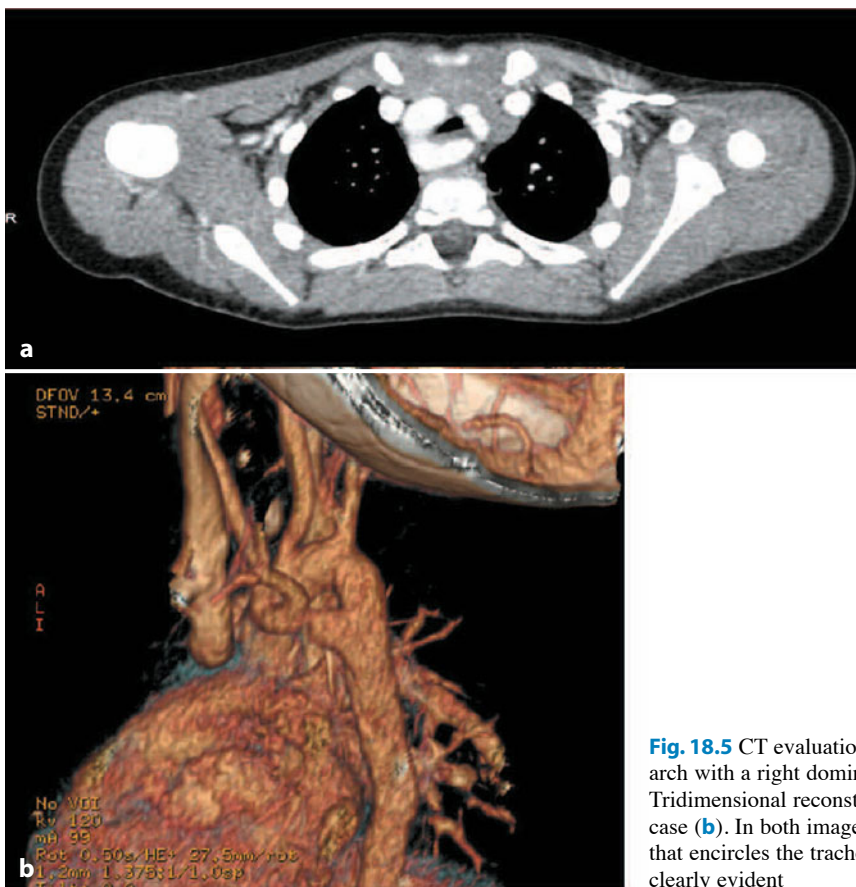 R
a
DFOV 13.4 cm
STND/+
A
L
I
No VOI
kv 120
mA 99
Rot 0.50s/HE+ 27.5mm/rot
1.2mm 1.375:1/1.0sp
b
Fig. 18.5 CT evaluation
arch with a right domin
Tridimensional reconst
case (b). In both image
that encircles the trache
clearly evident